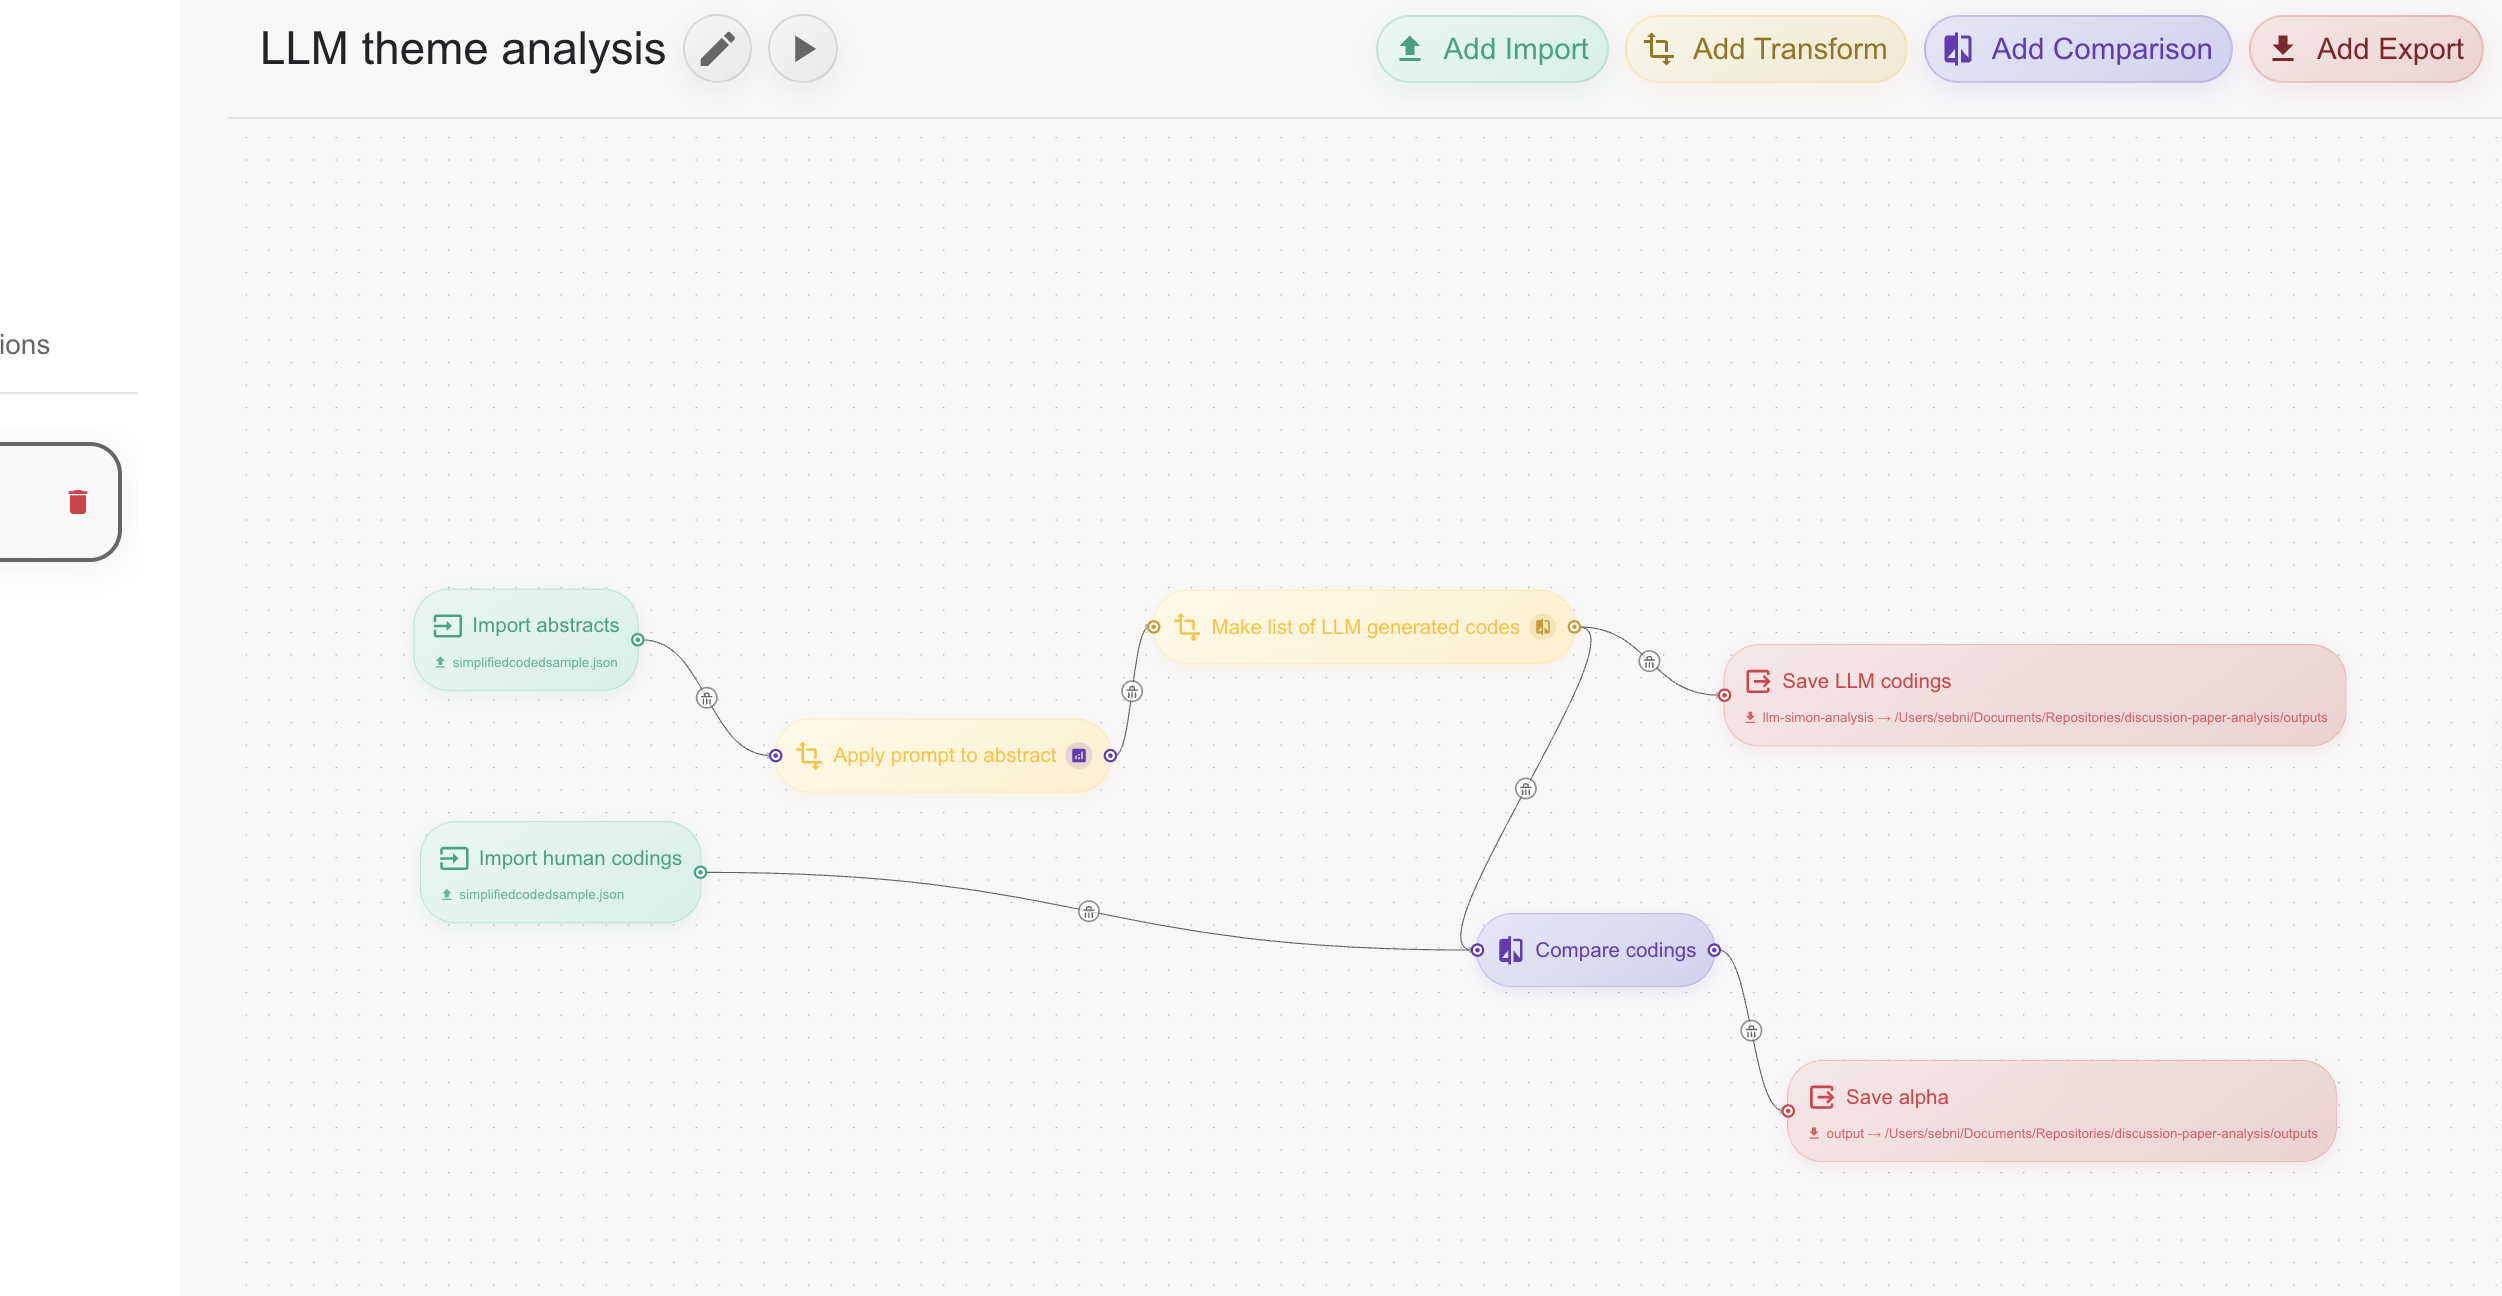 LLM theme analysis
Add Import
Add Transform
Add Comparison
Add Export
ions
Import abstracts
simplifiedcodedsample.json
Make list of LLM generated codes
Save LLM codings
llm-simon-analysis → /Users/sebni/Documents/Repositories/discussion-paper-analysis/outputs
Apply prompt to abstract
Import human codings
simplifiedcodedsample.json
Compare codings
Save alpha
output → /Users/sebni/Documents/Repositories/discussion-paper-analysis/outputs